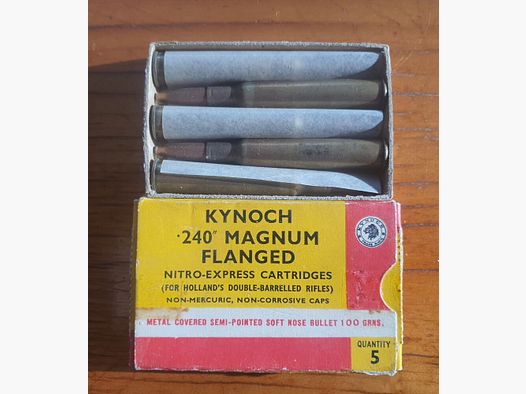 KYNOCH
·240" MAGNUM
FLANGED
NITRO-EXPRESS CARTRIDGES
(FOR HOLLAND'S DOUBLE-BARRELLED RIFLES)
NON-MERCURIC, NON-CORROSIVE CAPS
METAL COVERED SEMI-POINTED SOFT NOSE BULLET 100 GRNS.
QUANTITY
5
KYNOCH